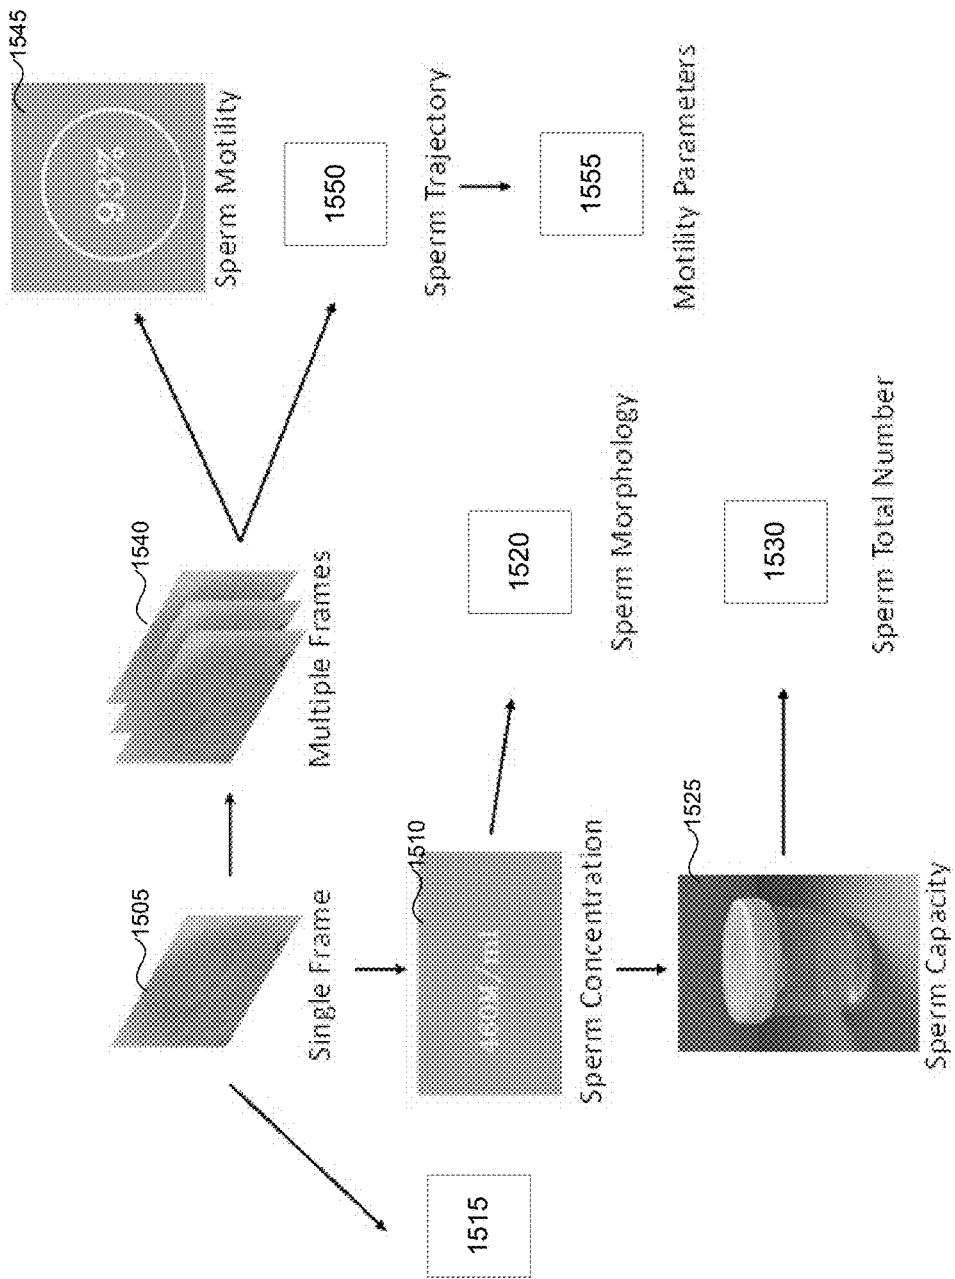 1505
Single Frame
1540
Multiple Frames
1545
93%
Sperm Motility
1550
Sperm Trajectory
1555
Motility Parameters
1515
1510
Sperm Concentration
1520
Sperm Morphology
1525
Sperm Capacity
1530
Sperm Total Number